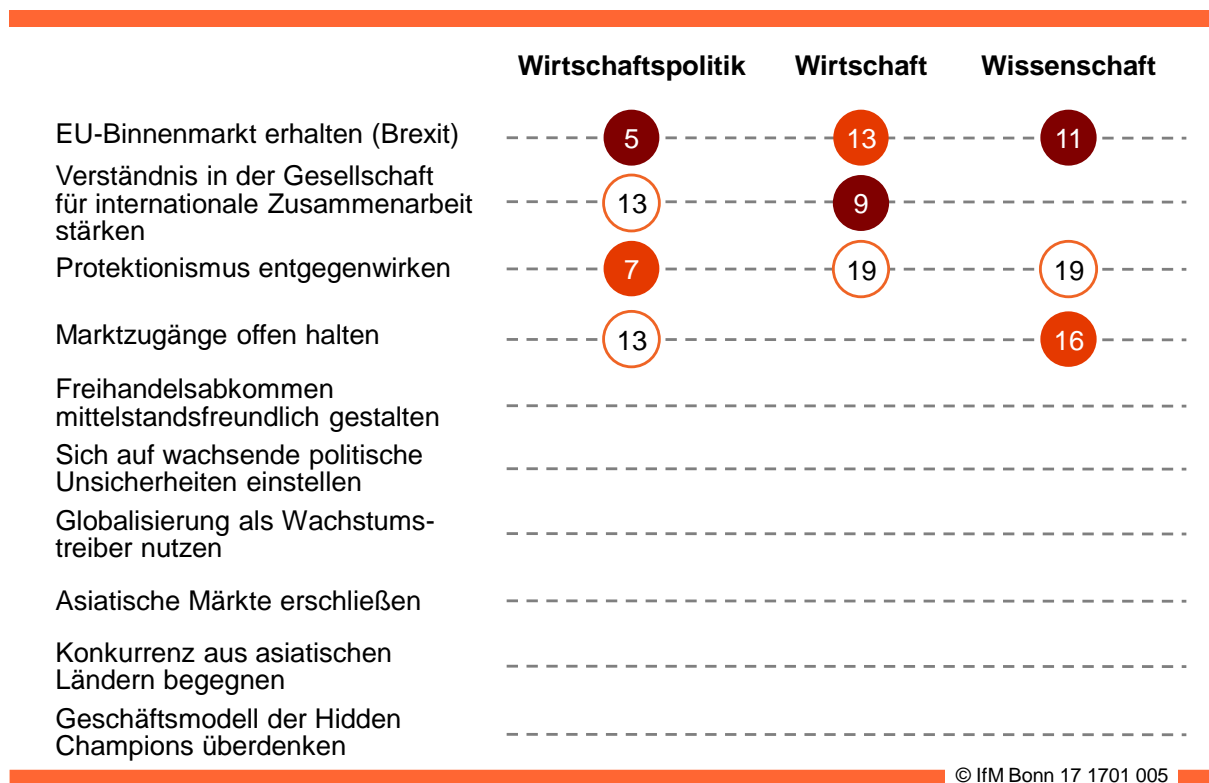 Wirtschaftspolitik Wirtschaft Wissenschaft
EU-Binnenmarkt erhalten (Brexit) 5 13 11
Verständnis in der Gesellschaft
für internationale Zusammenarbeit 13 9
stärken
Protektionismus entgegenwirken 7 19 19
Marktzugänge offen halten 13 16
Freihandelsabkommen
mittelstandsfreundlich gestalten
Sich auf wachsende politische
Unsicherheiten einstellen
Globalisierung als Wachstums-
treiber nutzen
Asiatische Märkte erschließen
Konkurrenz aus asiatischen
Ländern begegnen
Geschäftsmodell der Hidden
Champions überdenken
© IfM Bonn 17 1701 005